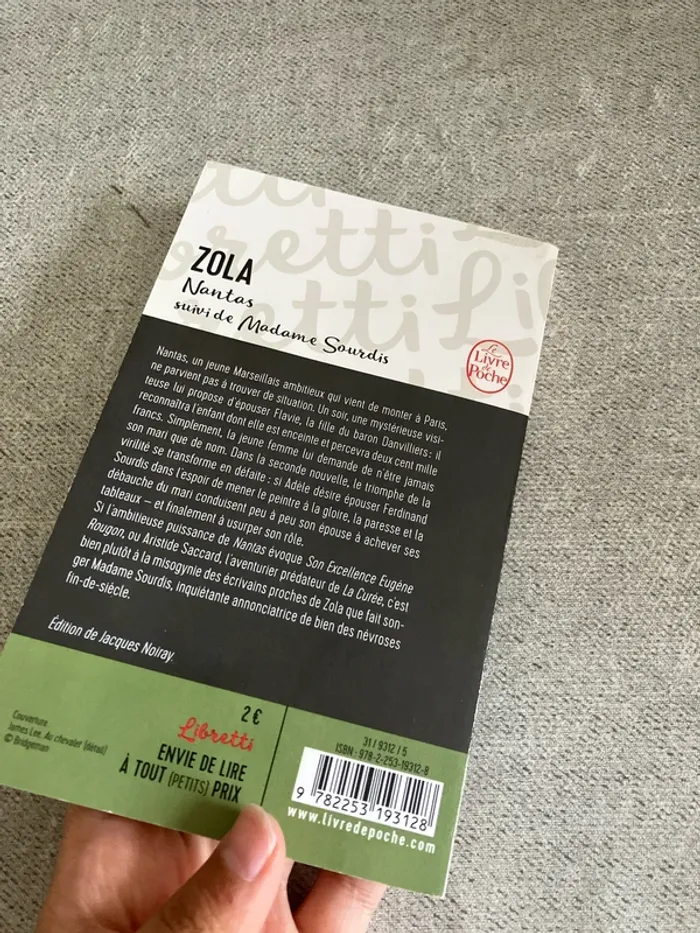 Libretti
Libretti
ZOLA
Nantas
suivi de Madame Sourdis
Le
Livre
de
Poche
Nantas, un jeune Marseillais ambitieux qui vient de monter à Paris,
ne parvient pas à trouver de situation. Un soir, une mystérieuse visi-
teuse lui propose d'épouser Flavie, la fille du baron Danvilliers : il
reconnaîtra l'enfant dont elle est enceinte et percevra deux cent mille
francs. Simplement, la jeune femme lui demande de n'être jamais
son mari que de nom. Dans la seconde nouvelle, le triomphe de la
virilité se transforme en défaite : si Adèle désire épouser Ferdinand
Sourdis dans l'espoir de mener le peintre à la gloire, la paresse et la
débauche du mari conduisent peu à peu son épouse à achever ses
tableaux – et finalement à usurper son rôle.
Si l'ambitieuse puissance de Nantas évoque Son Excellence Eugène
Rougon, ou Aristide Saccard, l'aventurier prédateur de La Curée, c'est
bien plutôt à la misogynie des écrivains proches de Zola que fait son-
ger Madame Sourdis, inquiétante annonciatrice de bien des névroses
fin-de-siècle.
Édition de Jacques Noiray.
Couverture
James Lee, Au chevalet (détail)
© Bridgeman
2 €
Libretti
ENVIE DE LIRE
À TOUT (PETITS) PRIX
31 / 9312 / 5
ISBN : 978-2-253-19312-8
9 782253 193128
www.livredepoche.com